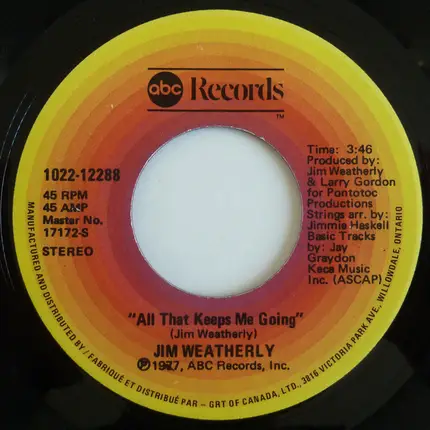 abc Records
TM
1022-12288
45 RPM
45 AMP
Master No.
17172-S
STEREO
Time: 3:46
Produced by:
Jim Weatherly
& Larry Gordon
for Pontotoc
Productions
Strings arr. by:
Jimmie Haskell
Basic Tracks
by: Jay
Graydon
Keca Music
Inc. (ASCAP)
"All That Keeps Me Going"
(Jim Weatherly)
JIM WEATHERLY
℗1977, ABC Records, Inc.
MANUFACTURED AND DISTRIBUTED BY / FABRIQUÉ ET DISTRIBUÉ PAR – GRT OF CANADA, LTD., 3816 VICTORIA PARK AVE., WILLOWDALE, ONTARIO